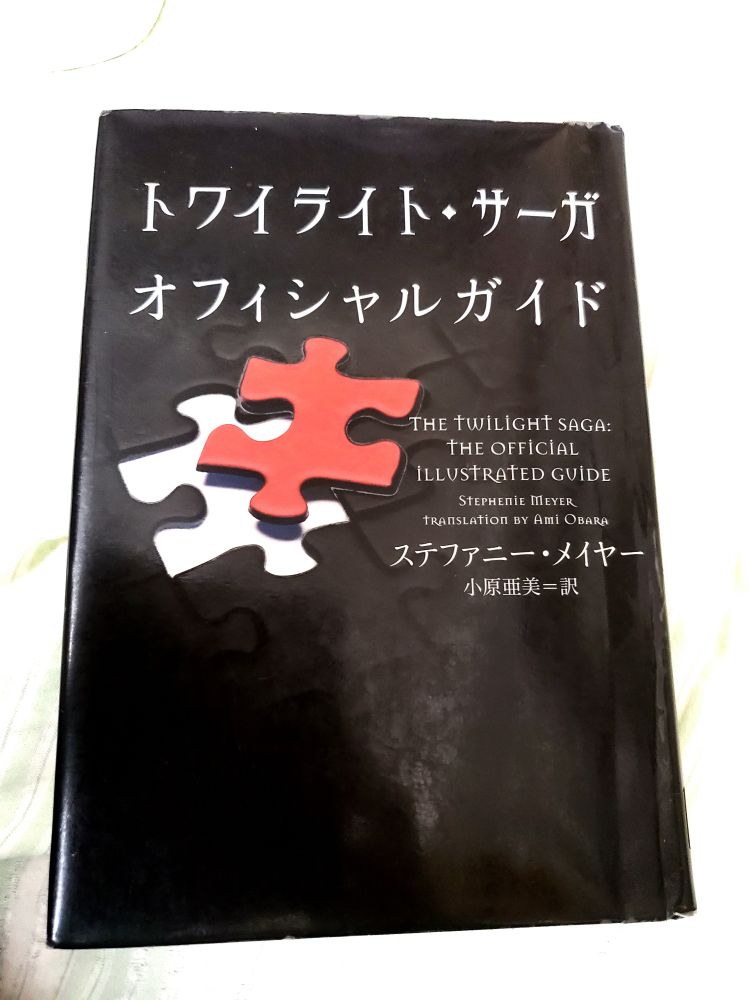 トワイライト・サーガ
オフィシャルガイド
THE TWILIGHT SAGA:
THE OFFICIAL
ILLUSTRATED GUIDE
STEPHENIE MEYER
TRANSLATION BY AMI OBARA
ステファニー・メイヤー
小原亜美=訳